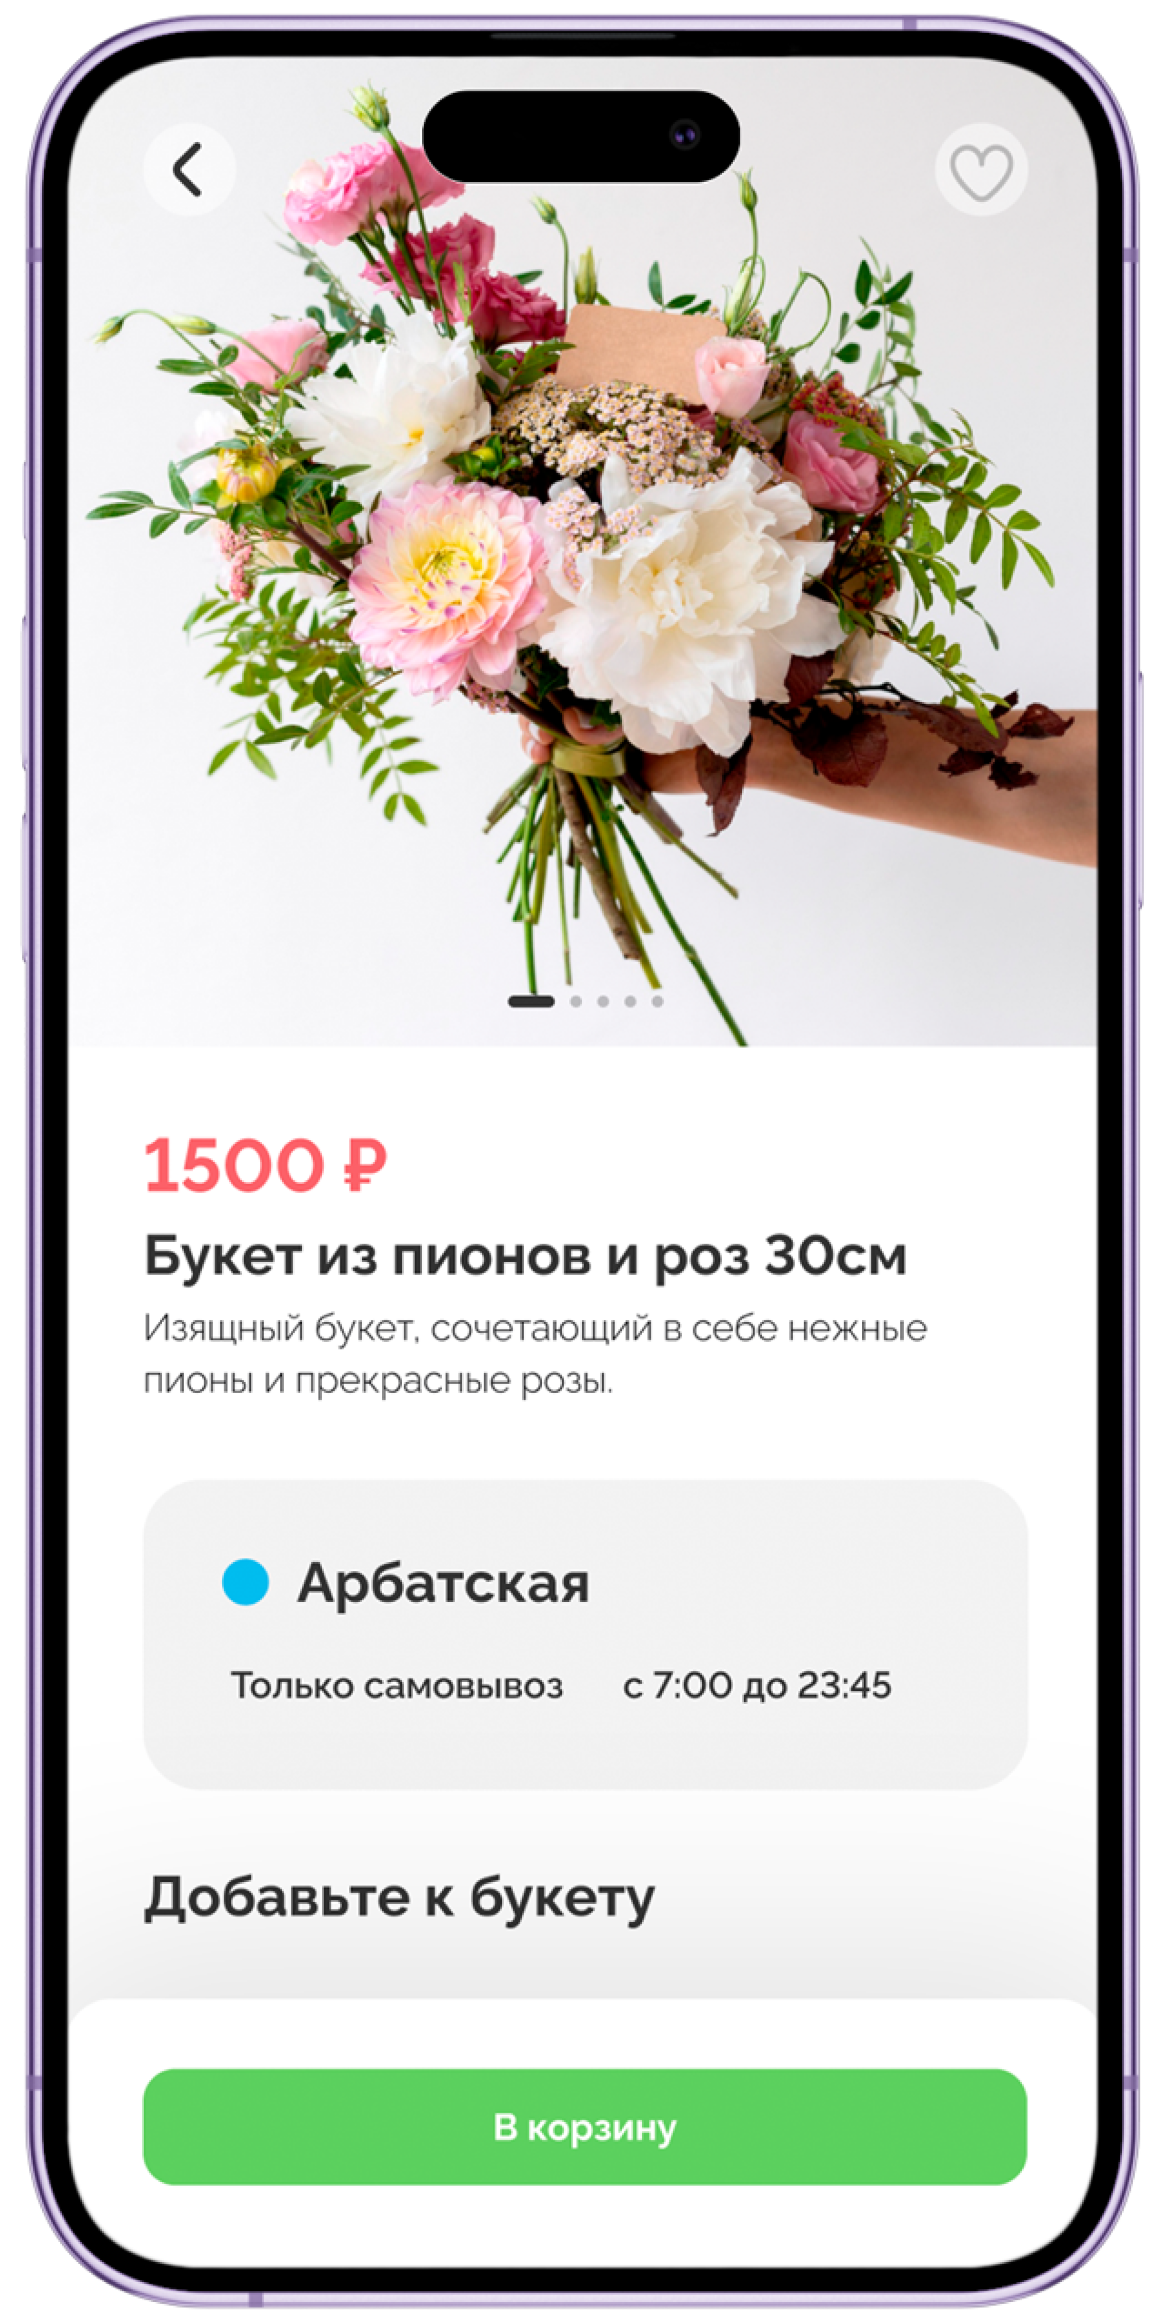 1500 ₽
Букет из пионов и роз 30см
Изящный букет, сочетающий в себе нежные
пионы и прекрасные розы.
Арбатская
Только самовывоз с 7:00 до 23:45
Добавьте к букету
В корзину